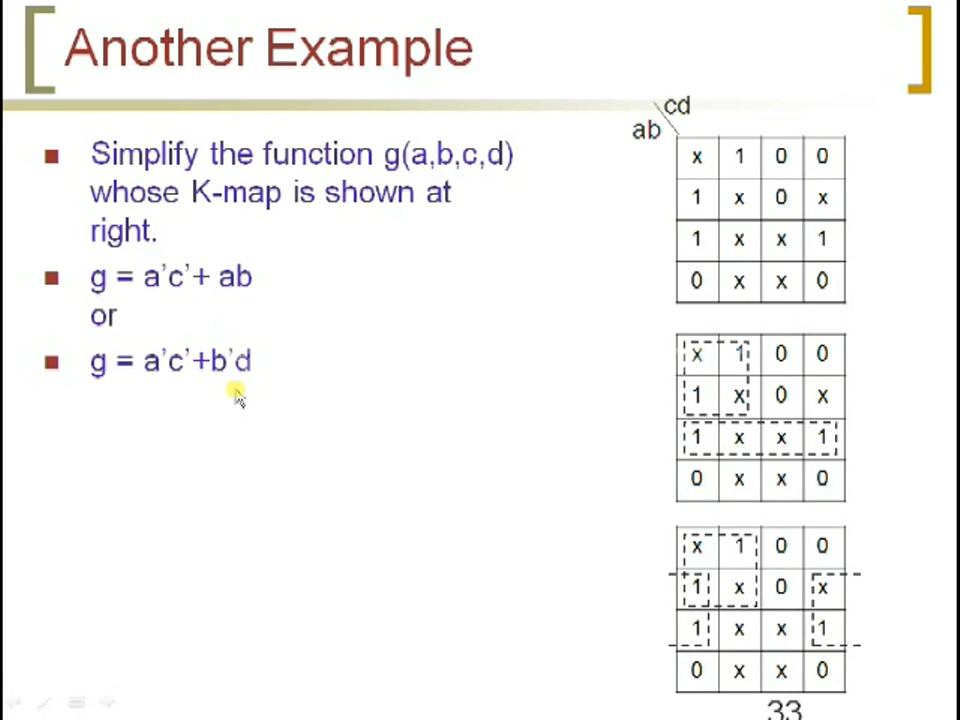 Another Example
Simplify the function g(a,b,c,d)
whose K-map is shown at
right.
g = a’c’+ ab
or
g = a’c’+b’d
cd
ab
x 1 0 0
1 x 0 x
1 x x 1
0 x x 0
x 1 0 0
1 x 0 x
1 x x 1
0 x x 0
x 1 0 0
1 x 0 x
1 x x 1
0 x x 0
33